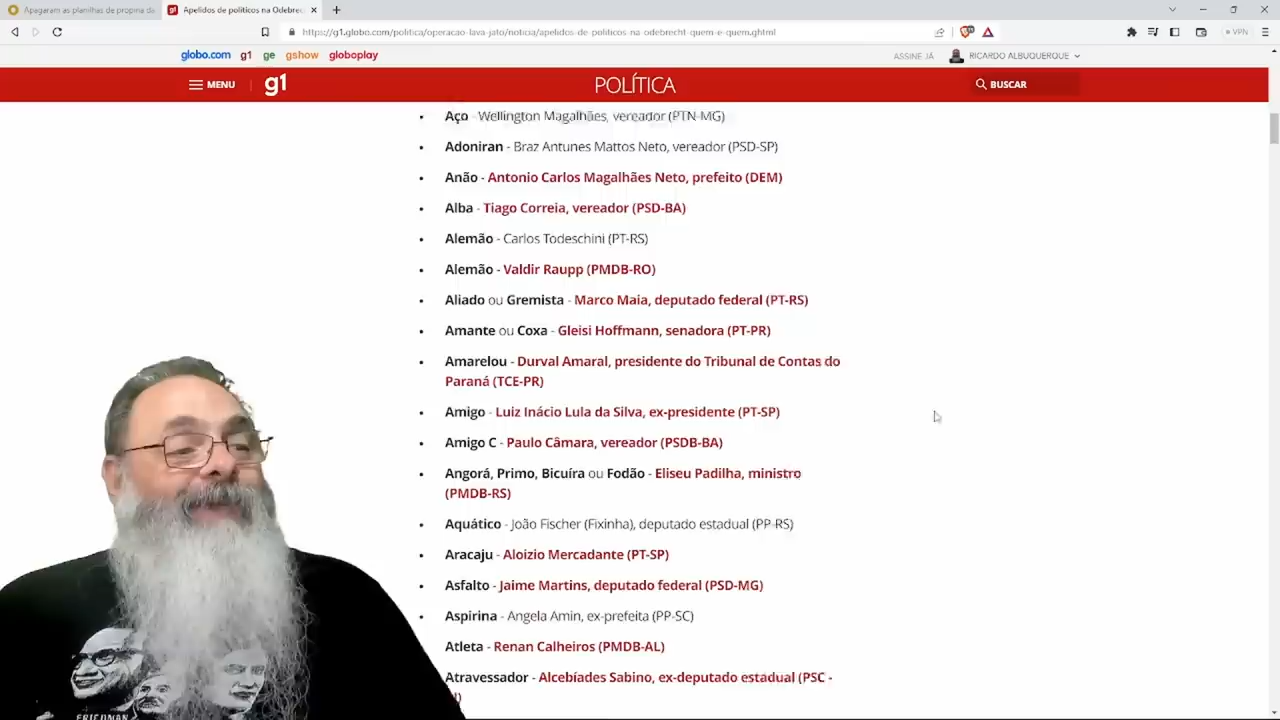 Apagaram as planilhas de propina da
g1 Apelidos de políticos na Odebrec
https://g1.globo.com/politica/operacao-lava-jato/noticia/apelidos-de-politicos-na-odebrecht-quem-e-quem.ghtml
VPN
globo.com g1 ge gshow globoplay
ASSINE JÁ RICARDO ALBUQUERQUE
MENU g1 POLÍTICA BUSCAR
Aço - Wellington Magalhães, vereador (PTN-MG)
Adoniran - Braz Antunes Mattos Neto, vereador (PSD-SP)
Anão - Antonio Carlos Magalhães Neto, prefeito (DEM)
Alba - Tiago Correia, vereador (PSD-BA)
Alemão - Carlos Todeschini (PT-RS)
Alemão - Valdir Raupp (PMDB-RO)
Aliado ou Gremista - Marco Maia, deputado federal (PT-RS)
Amante ou Coxa - Gleisi Hoffmann, senadora (PT-PR)
Amarelou - Durval Amaral, presidente do Tribunal de Contas do
Paraná (TCE-PR)
Amigo - Luiz Inácio Lula da Silva, ex-presidente (PT-SP)
Amigo C - Paulo Câmara, vereador (PSDB-BA)
Angorá, Primo, Bicuíra ou Fodão - Eliseu Padilha, ministro
(PMDB-RS)
Aquático - João Fischer (Fixinha), deputado estadual (PP-RS)
Aracaju - Aloizio Mercadante (PT-SP)
Asfalto - Jaime Martins, deputado federal (PSD-MG)
Aspirina - Angela Amin, ex-prefeita (PP-SC)
Atleta - Renan Calheiros (PMDB-AL)
Atravessador - Alcebíades Sabino, ex-deputado estadual (PSC -
FRIEDMAN